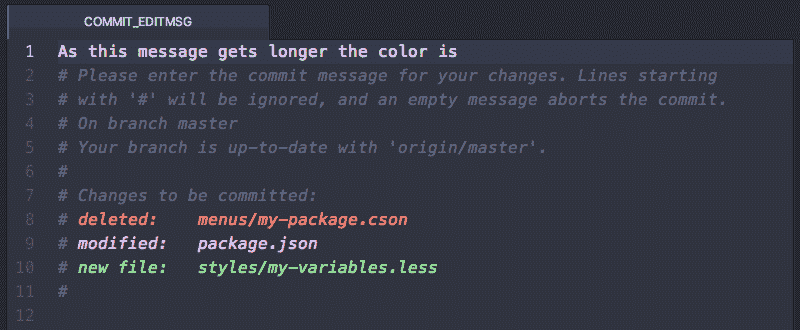 COMMIT_EDITMSG
1 As this message gets longer the color is
2 # Please enter the commit message for your changes. Lines starting
3 # with '#' will be ignored, and an empty message aborts the commit.
4 # On branch master
5 # Your branch is up-to-date with 'origin/master'.
6 #
7 # Changes to be committed:
8 # deleted:    menus/my-package.cson
9 # modified:   package.json
10 # new file:   styles/my-variables.less
11 #
12